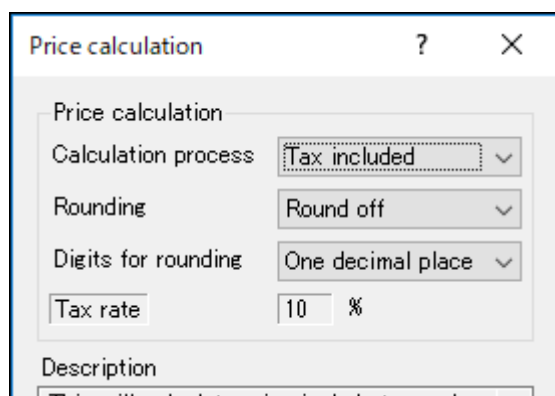 Price calculation ? ×
Price calculation
Calculation process Tax included
Rounding Round off
Digits for rounding One decimal place
Tax rate 10 %
Description